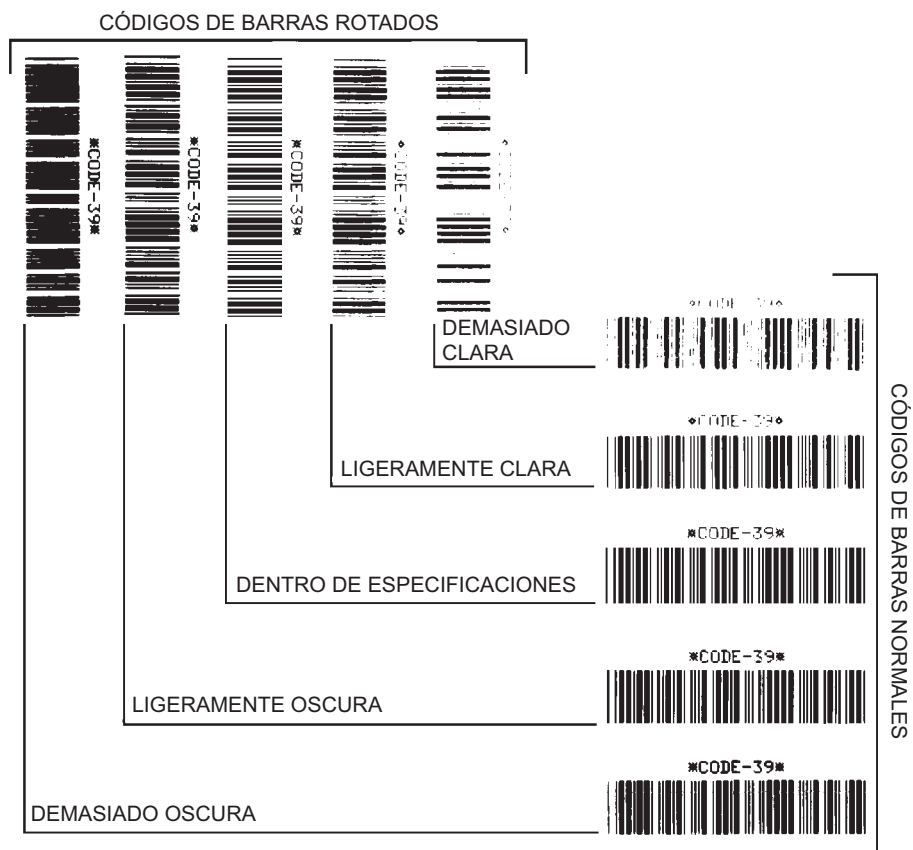 CÓDIGOS DE BARRAS ROTADOS
*CODE-39*
*CODE-39*
*CODE-39*
DEMASIADO
CLARA
LIGERAMENTE CLARA
DENTRO DE ESPECIFICACIONES
*CODE-39*
LIGERAMENTE OSCURA
*CODE-39*
DEMASIADO OSCURA
*CODE-39*
CÓDIGOS DE BARRAS NORMALES